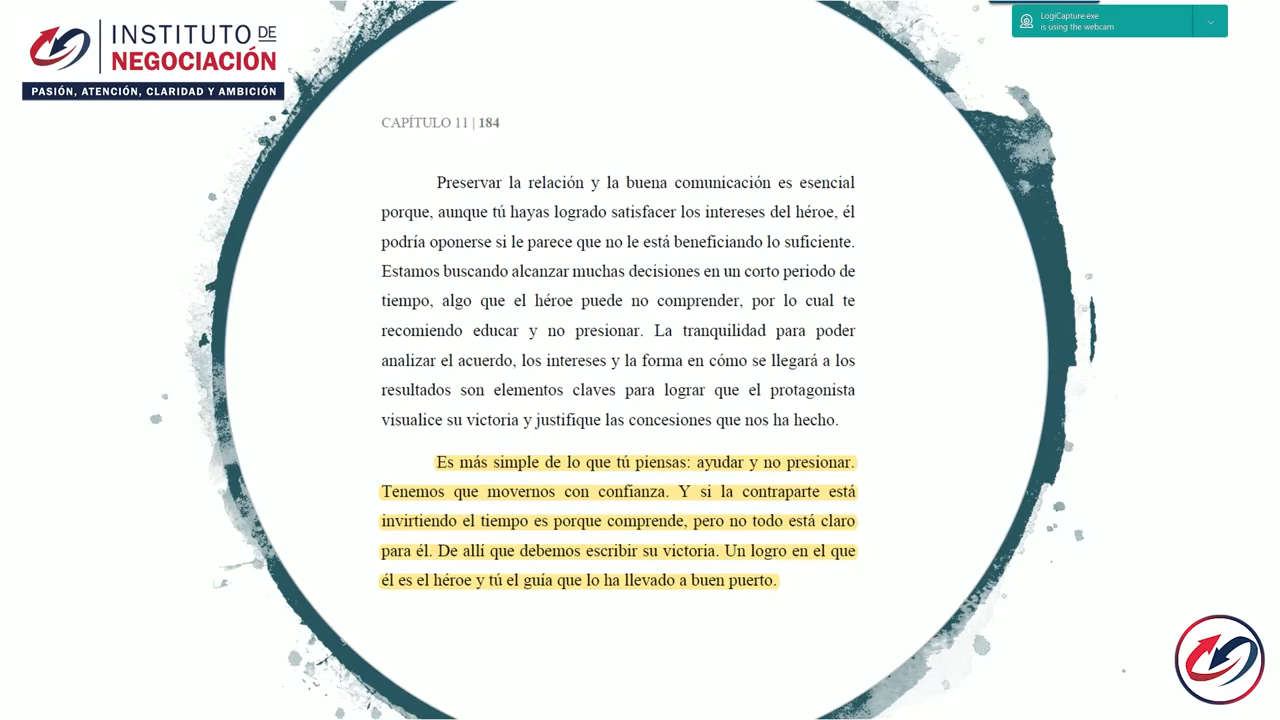 INSTITUTO DE
NEGOCIACIÓN
PASIÓN, ATENCIÓN, CLARIDAD Y AMBICIÓN
LogiCapture.exe
is using the webcam
CAPÍTULO 11 | 184
Preservar la relación y la buena comunicación es esencial
porque, aunque tú hayas logrado satisfacer los intereses del héroe, él
podría oponerse si le parece que no le está beneficiando lo suficiente.
Estamos buscando alcanzar muchas decisiones en un corto periodo de
tiempo, algo que el héroe puede no comprender, por lo cual te
recomiendo educar y no presionar. La tranquilidad para poder
analizar el acuerdo, los intereses y la forma en cómo se llegará a los
resultados son elementos claves para lograr que el protagonista
visualice su victoria y justifique las concesiones que nos ha hecho.
Es más simple de lo que tú piensas: ayudar y no presionar.
Tenemos que movernos con confianza. Y si la contraparte está
invirtiendo el tiempo es porque comprende, pero no todo está claro
para él. De allí que debemos escribir su victoria. Un logro en el que
él es el héroe y tú el guía que lo ha llevado a buen puerto.